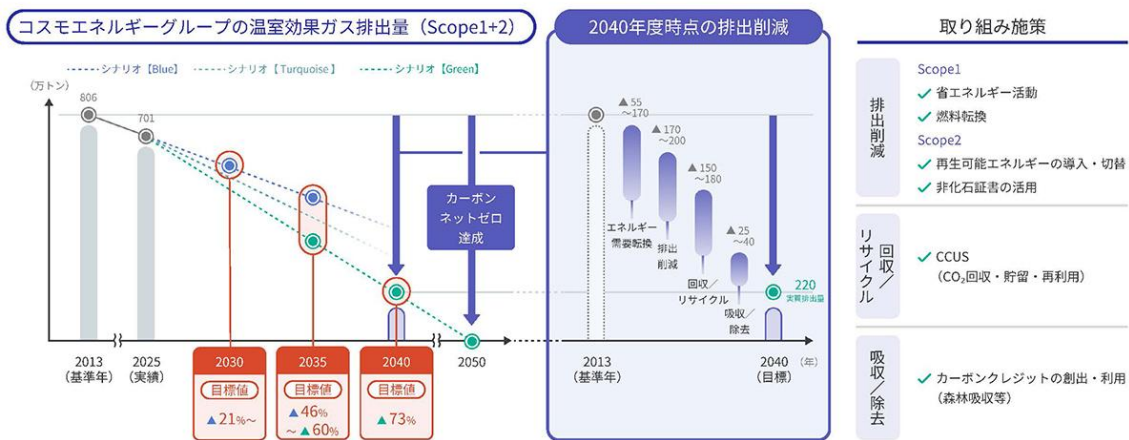 コスモエネルギーグループの温室効果ガス排出量（Scope1+2）
シナリオ【Blue】
シナリオ【Turquoise】
シナリオ【Green】
（万トン）
806
701
カーボン
ネットゼロ
達成
2013
（基準年）
2025
（実績）
2030
目標値
▲21%～
2035
目標値
▲46%
～▲60%
2040
目標値
▲73%
2050
2040年度時点の排出削減
▲55
～170
エネルギー
需要転換
▲170
～200
排出
削減
▲150
～180
回収／
リサイクル
▲25
～40
吸収／
除去
220
実質排出量
2013
（基準年）
2040
（目標）
（年）
取り組み施策
排出削減
Scope1
✓省エネルギー活動
✓燃料転換
Scope2
✓再生可能エネルギーの導入・切替
✓非化石証書の活用
回収／
リサイクル
✓CCUS
（CO₂回収・貯留・再利用）
吸収／除去
✓カーボンクレジットの創出・利用
（森林吸収等）